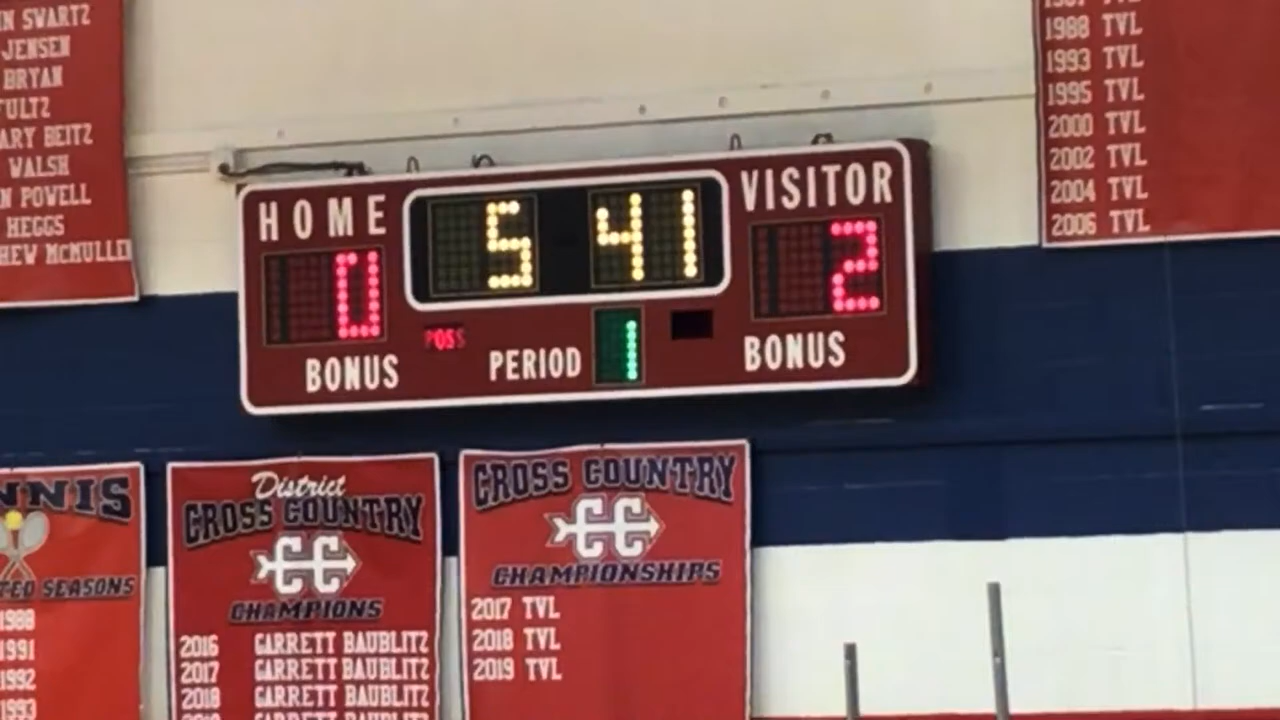 N SWARTZ
JENSEN
BRYAN
ARY BEITZ
WALSH
N POWELL
HEGGS
HEW MCMULLEN
1988 TVL
1993 TVL
1995 TVL
2000 TVL
2002 TVL
2004 TVL
2006 TVL
HOME
5 41
VISITOR
0
2
POSS
BONUS
PERIOD
1
BONUS
NNIS
TED SEASONS
1988
1991
1992
1993
District
CROSS COUNTRY
CC
CHAMPIONS
2016 GARRETT BAUBLITZ
2017 GARRETT BAUBLITZ
2018 GARRETT BAUBLITZ
CROSS COUNTRY
CC
CHAMPIONSHIPS
2017 TVL
2018 TVL
2019 TVL